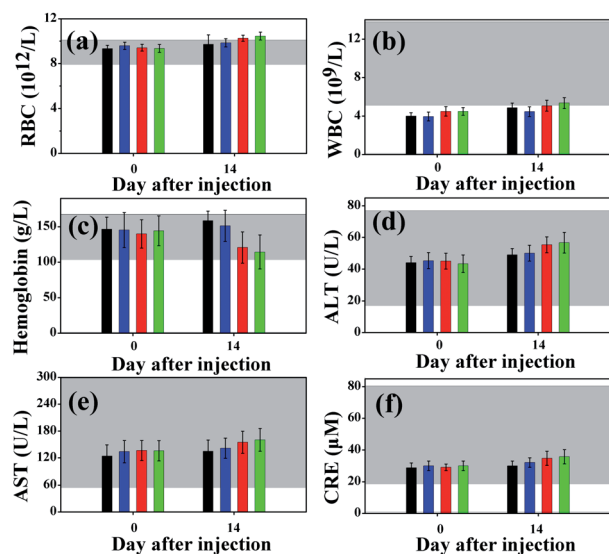 (a)
RBC (10¹²/L)
12
9
6
3
0
0
14
Day after injection
(b)
WBC (10⁹/L)
12
8
4
0
0
14
Day after injection
(c)
Hemoglobin (g/L)
150
100
50
0
0
14
Day after injection
(d)
ALT (U/L)
80
60
40
20
0
0
14
Day after injection
(e)
AST (U/L)
300
240
180
120
60
0
0
14
Day after injection
(f)
CRE (μM)
80
60
40
20
0
0
14
Day after injection